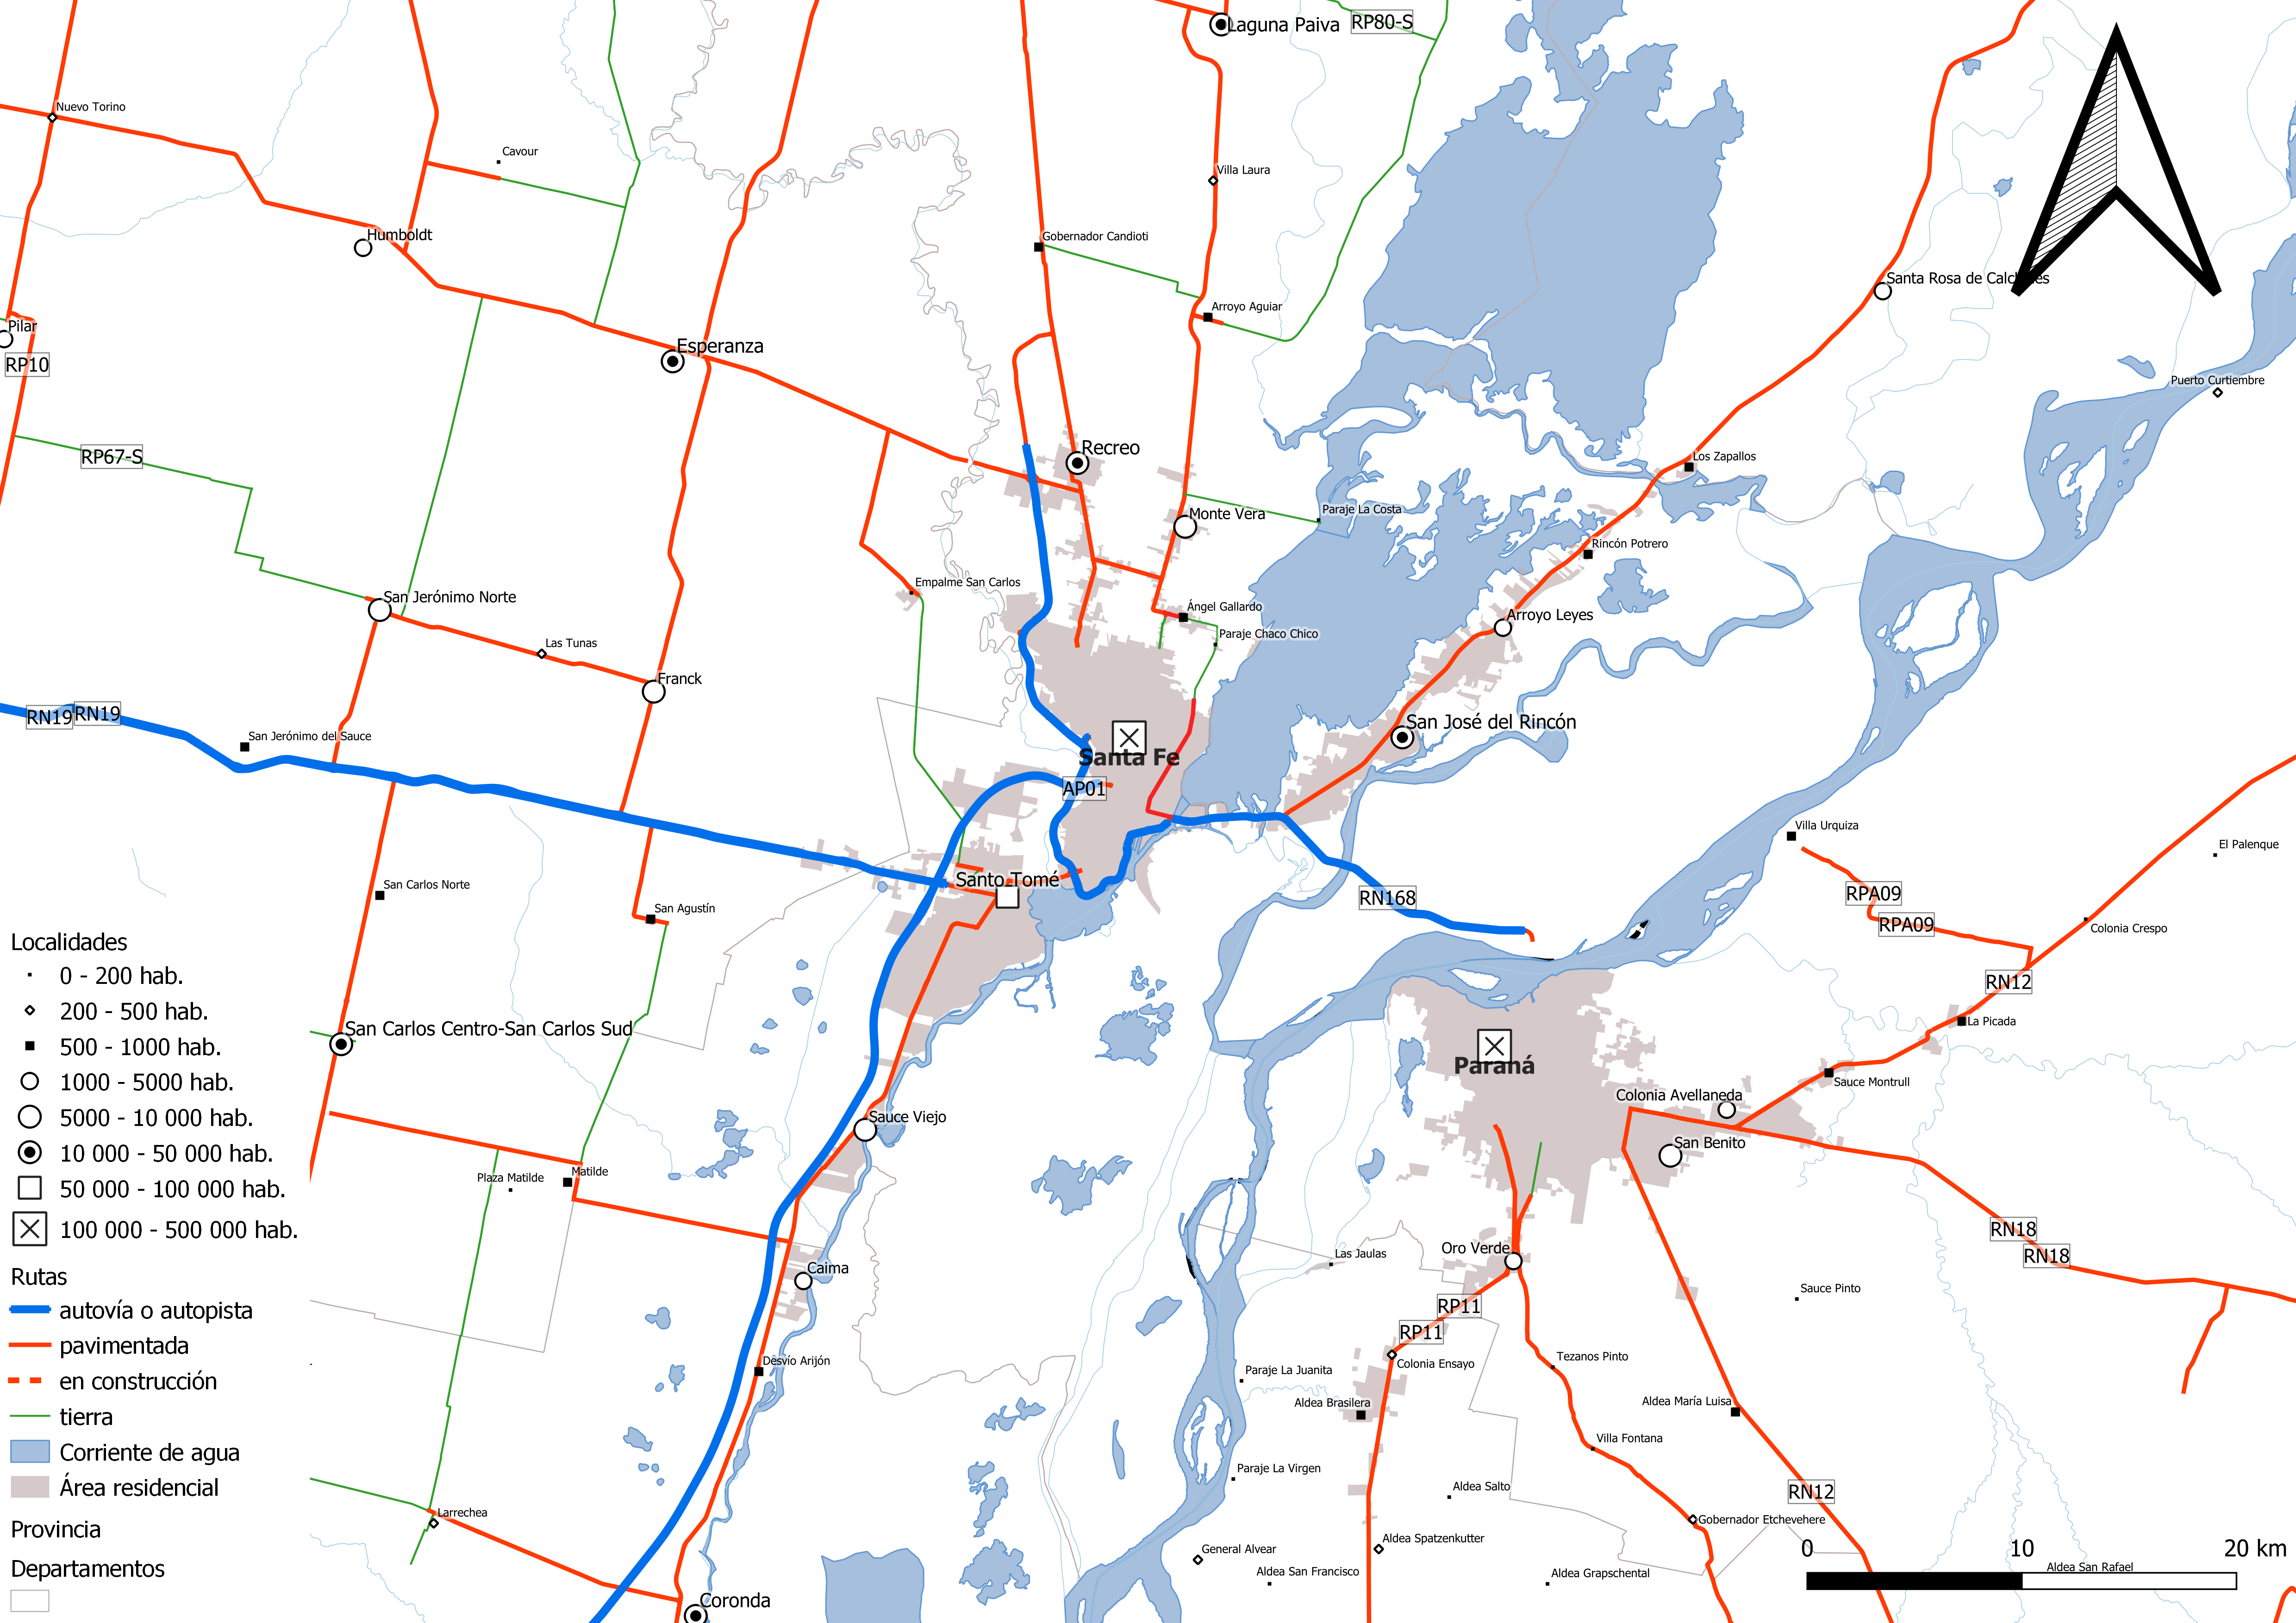 Laguna Paiva
RP80-S
Nuevo Torino
Cavour
Villa Laura
Humboldt
Gobernador Candioti
Santa Rosa de Calchines
Arroyo Aguiar
Pilar
Esperanza
RP10
Puerto Curtiembre
Recreo
RP67-S
Los Zapallos
Monte Vera
Paraje La Costa
Rincón Potrero
Empalme San Carlos
San Jerónimo Norte
Ángel Gallardo
Arroyo Leyes
Paraje Chaco Chico
Las Tunas
Franck
RN19
RN19
San José del Rincón
San Jerónimo del Sauce
Santa Fe
AP01
Villa Urquiza
El Palenque
Santo Tomé
San Carlos Norte
RPA09
RN168
San Agustín
RPA09
Colonia Crespo
RN12
La Picada
San Carlos Centro-San Carlos Sud
Paraná
Sauce Montrull
Colonia Avellaneda
Sauce Viejo
San Benito
Matilde
Plaza Matilde
RN18
Oro Verde
Las Jaulas
RN18
Caima
Sauce Pinto
RP11
RP11
Tezanos Pinto
Desvío Arijón
Colonia Ensayo
Paraje La Juanita
Aldea Brasilera
Aldea María Luisa
Villa Fontana
Paraje La Virgen
Aldea Salto
RN12
Larrechea
Gobernador Etchevehere
Aldea Spatzenkutter
General Alvear
Aldea San Francisco
Aldea Grapschental
Aldea San Rafael
Coronda
Localidades
0 - 200 hab.
200 - 500 hab.
500 - 1000 hab.
1000 - 5000 hab.
5000 - 10 000 hab.
10 000 - 50 000 hab.
50 000 - 100 000 hab.
100 000 - 500 000 hab.
Rutas
autovía o autopista
pavimentada
en construcción
tierra
Corriente de agua
Área residencial
Provincia
Departamentos
0 10 20 km